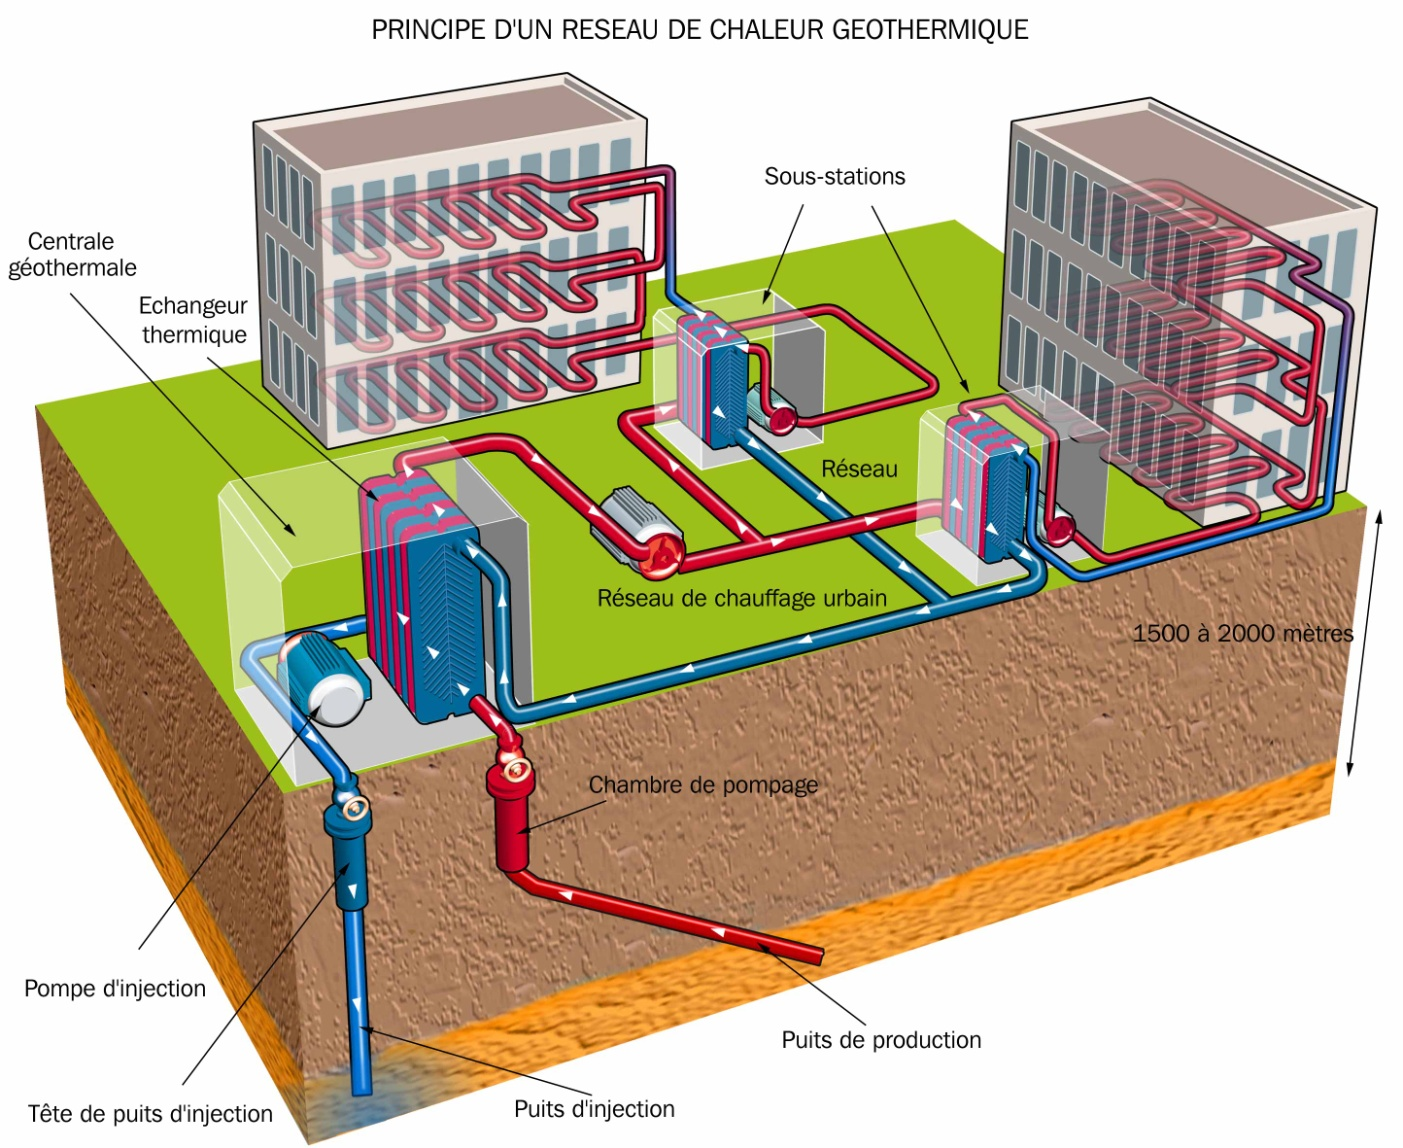 PRINCIPE D'UN RESEAU DE CHALEUR GEOTHERMIQUE
Sous-stations
Centrale
géothermale
Echangeur
thermique
Réseau
Réseau de chauffage urbain
1500 à 2000 mètres
Chambre de pompage
Pompe d'injection
Puits de production
Tête de puits d'injection
Puits d'injection